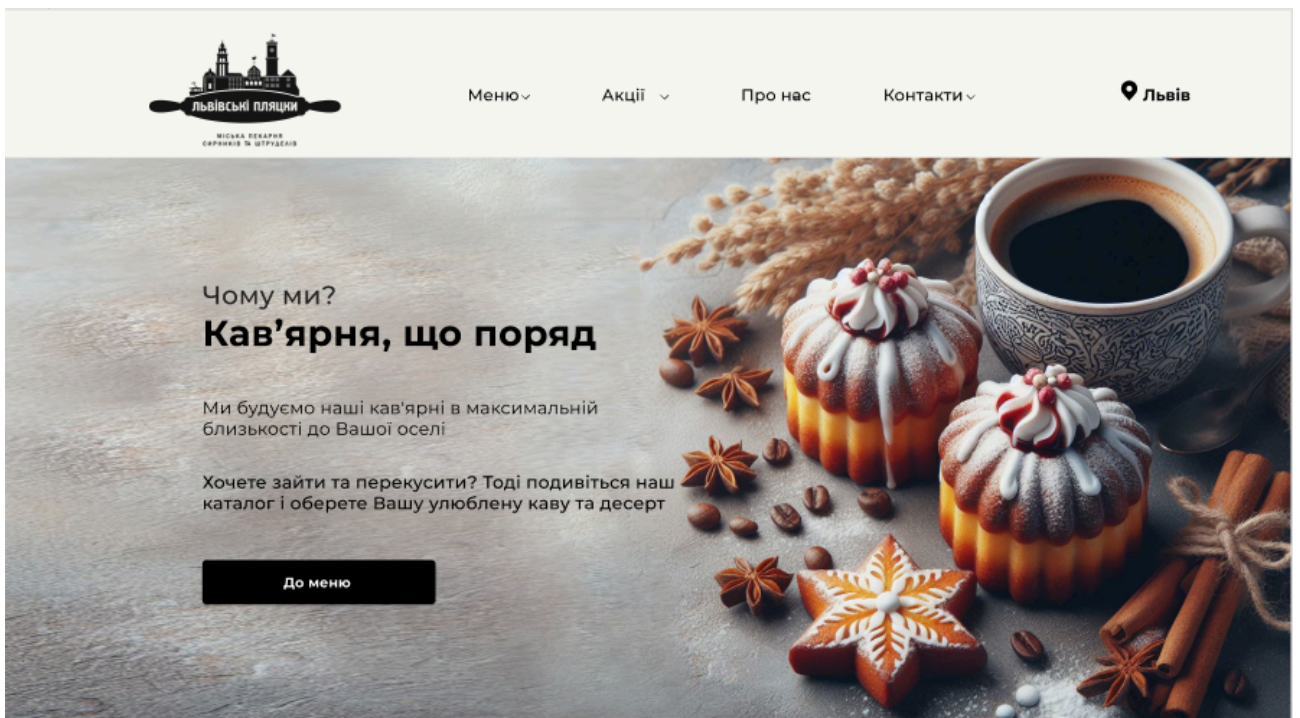 ЛЬВІВСЬКІ ПЛЯЦКИ
МІСЬКА ПЕКАРНЯ
СИРНИКІВ ТА ШТРУДЕЛІВ
Меню
Акції
Про нас
Контакти
Львів
Чому ми?
Кав’ярня, що поряд
Ми будуємо наші кав'ярні в максимальній
близькості до Вашої оселі
Хочете зайти та перекусити? Тоді подивіться наш
каталог і оберете Вашу улюблену каву та десерт
До меню